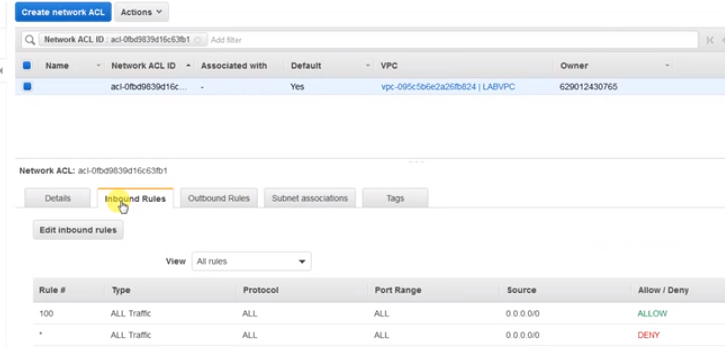 Create network ACL Actions
Network ACL ID : acl-0fbd9839d16c63fb1 Add filter
Name Network ACL ID Associated with Default VPC Owner
acl-0fbd9839d16c... - Yes vpc-095c5b6e2a26fb824 | LABVPC 629012430765
Network ACL: acl-0fbd9839d16c63fb1
Details Inbound Rules Outbound Rules Subnet associations Tags
Edit inbound rules
View All rules
Rule # Type Protocol Port Range Source Allow / Deny
100 ALL Traffic ALL ALL 0.0.0.0/0 ALLOW
* ALL Traffic ALL ALL 0.0.0.0/0 DENY